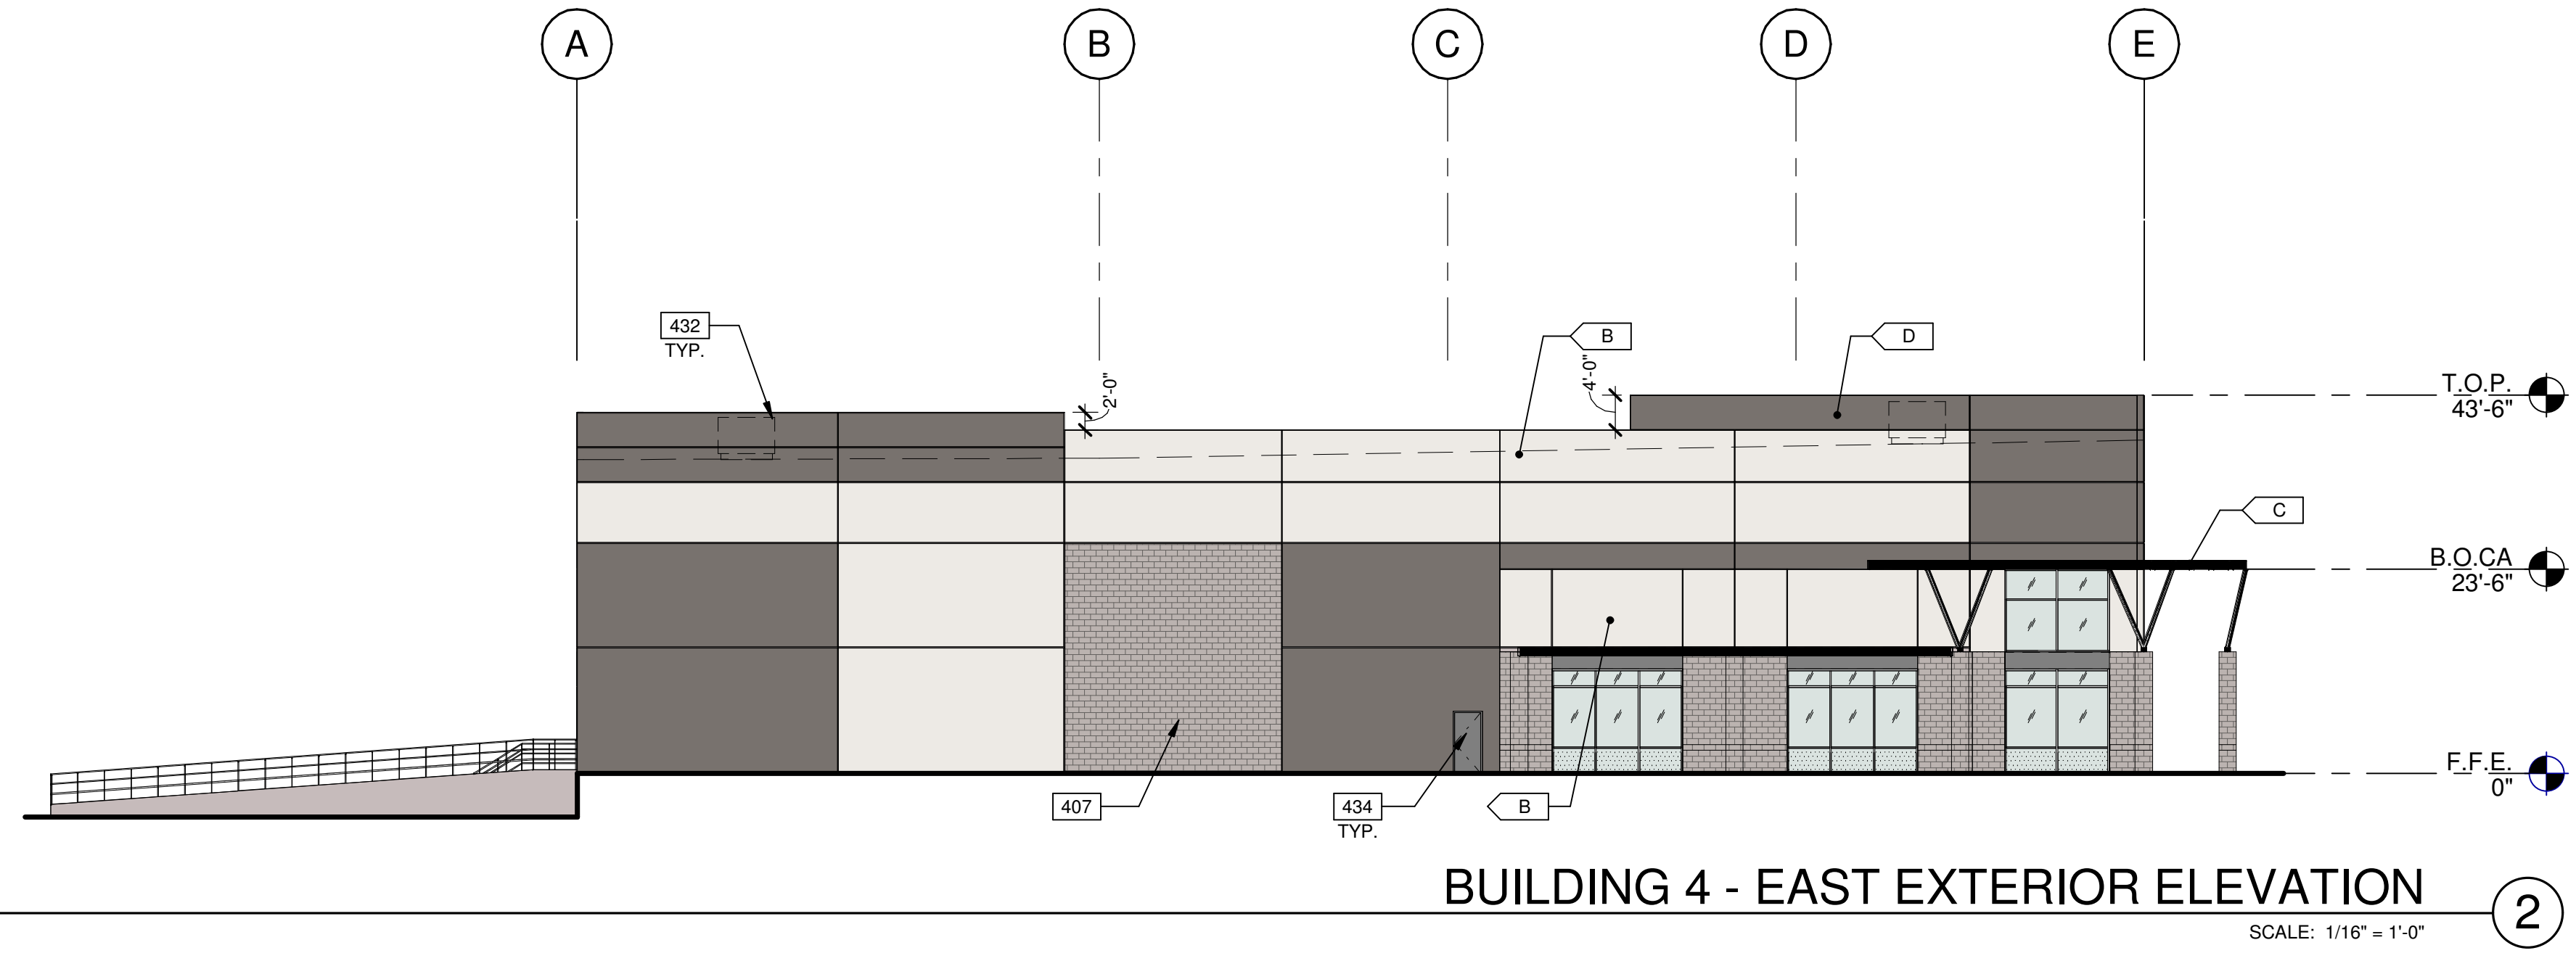 A
B
C
D
E
432
TYP.
2'-0"
B
4'-0"
D
T.O.P.
43'-6"
C
B.O.CA
23'-6"
407
434
TYP.
B
F.F.E.
0"
BUILDING 4 - EAST EXTERIOR ELEVATION
2
SCALE: 1/16" = 1'-0"